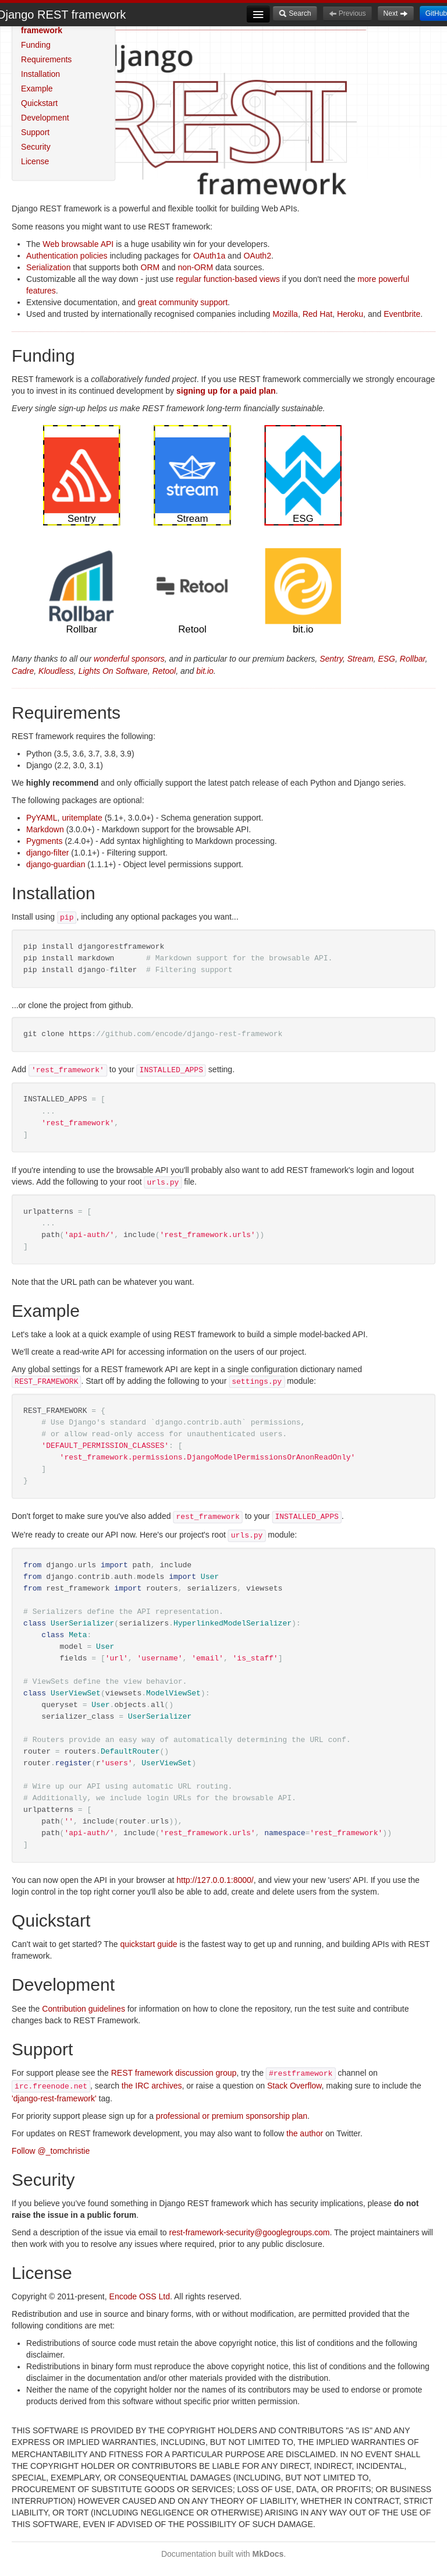 Django REST framework
Search
Previous
Next
GitHub
framework
Funding
Requirements
Installation
Example
Quickstart
Development
Support
Security
License
django
REST
framework
Django REST framework is a powerful and flexible toolkit for building Web APIs.
Some reasons you might want to use REST framework:
The Web browsable API is a huge usability win for your developers.
Authentication policies including packages for OAuth1a and OAuth2.
Serialization that supports both ORM and non-ORM data sources.
Customizable all the way down - just use regular function-based views if you don't need the more powerful
features.
Extensive documentation, and great community support.
Used and trusted by internationally recognised companies including Mozilla, Red Hat, Heroku, and Eventbrite.
Funding
REST framework is a collaboratively funded project. If you use REST framework commercially we strongly encourage
you to invest in its continued development by signing up for a paid plan.
Every single sign-up helps us make REST framework long-term financially sustainable.
stream
Sentry
Stream
ESG
Rollbar
Retool
Rollbar
Retool
bit.io
Many thanks to all our wonderful sponsors, and in particular to our premium backers, Sentry, Stream, ESG, Rollbar,
Cadre, Kloudless, Lights On Software, Retool, and bit.io.
Requirements
REST framework requires the following:
Python (3.5, 3.6, 3.7, 3.8, 3.9)
Django (2.2, 3.0, 3.1)
We highly recommend and only officially support the latest patch release of each Python and Django series.
The following packages are optional:
PyYAML, uritemplate (5.1+, 3.0.0+) - Schema generation support.
Markdown (3.0.0+) - Markdown support for the browsable API.
Pygments (2.4.0+) - Add syntax highlighting to Markdown processing.
django-filter (1.0.1+) - Filtering support.
django-guardian (1.1.1+) - Object level permissions support.
Installation
Install using pip, including any optional packages you want...
pip install djangorestframework
pip install markdown       # Markdown support for the browsable API.
pip install django-filter  # Filtering support
...or clone the project from github.
git clone https://github.com/encode/django-rest-framework
Add 'rest_framework' to your INSTALLED_APPS setting.
INSTALLED_APPS = [
...
'rest_framework',
]
If you're intending to use the browsable API you'll probably also want to add REST framework's login and logout
views. Add the following to your root urls.py file.
urlpatterns = [
...
path('api-auth/', include('rest_framework.urls'))
]
Note that the URL path can be whatever you want.
Example
Let's take a look at a quick example of using REST framework to build a simple model-backed API.
We'll create a read-write API for accessing information on the users of our project.
Any global settings for a REST framework API are kept in a single configuration dictionary named
REST_FRAMEWORK. Start off by adding the following to your settings.py module:
REST_FRAMEWORK = {
# Use Django's standard `django.contrib.auth` permissions,
# or allow read-only access for unauthenticated users.
'DEFAULT_PERMISSION_CLASSES': [
'rest_framework.permissions.DjangoModelPermissionsOrAnonReadOnly'
]
}
Don't forget to make sure you've also added rest_framework to your INSTALLED_APPS.
We're ready to create our API now. Here's our project's root urls.py module:
from django.urls import path, include
from django.contrib.auth.models import User
from rest_framework import routers, serializers, viewsets
# Serializers define the API representation.
class UserSerializer(serializers.HyperlinkedModelSerializer):
class Meta:
model = User
fields = ['url', 'username', 'email', 'is_staff']
# ViewSets define the view behavior.
class UserViewSet(viewsets.ModelViewSet):
queryset = User.objects.all()
serializer_class = UserSerializer
# Routers provide an easy way of automatically determining the URL conf.
router = routers.DefaultRouter()
router.register(r'users', UserViewSet)
# Wire up our API using automatic URL routing.
# Additionally, we include login URLs for the browsable API.
urlpatterns = [
path('', include(router.urls)),
path('api-auth/', include('rest_framework.urls', namespace='rest_framework'))
]
You can now open the API in your browser at http://127.0.0.1:8000/, and view your new 'users' API. If you use the
login control in the top right corner you'll also be able to add, create and delete users from the system.
Quickstart
Can't wait to get started? The quickstart guide is the fastest way to get up and running, and building APIs with REST
framework.
Development
See the Contribution guidelines for information on how to clone the repository, run the test suite and contribute
changes back to REST Framework.
Support
For support please see the REST framework discussion group, try the #restframework channel on
irc.freenode.net, search the IRC archives, or raise a question on Stack Overflow, making sure to include the
'django-rest-framework' tag.
For priority support please sign up for a professional or premium sponsorship plan.
For updates on REST framework development, you may also want to follow the author on Twitter.
Follow @_tomchristie
Security
If you believe you've found something in Django REST framework which has security implications, please do not
raise the issue in a public forum.
Send a description of the issue via email to rest-framework-security@googlegroups.com. The project maintainers will
then work with you to resolve any issues where required, prior to any public disclosure.
License
Copyright © 2011-present, Encode OSS Ltd. All rights reserved.
Redistribution and use in source and binary forms, with or without modification, are permitted provided that the
following conditions are met:
Redistributions of source code must retain the above copyright notice, this list of conditions and the following
disclaimer.
Redistributions in binary form must reproduce the above copyright notice, this list of conditions and the following
disclaimer in the documentation and/or other materials provided with the distribution.
Neither the name of the copyright holder nor the names of its contributors may be used to endorse or promote
products derived from this software without specific prior written permission.
THIS SOFTWARE IS PROVIDED BY THE COPYRIGHT HOLDERS AND CONTRIBUTORS "AS IS" AND ANY
EXPRESS OR IMPLIED WARRANTIES, INCLUDING, BUT NOT LIMITED TO, THE IMPLIED WARRANTIES OF
MERCHANTABILITY AND FITNESS FOR A PARTICULAR PURPOSE ARE DISCLAIMED. IN NO EVENT SHALL
THE COPYRIGHT HOLDER OR CONTRIBUTORS BE LIABLE FOR ANY DIRECT, INDIRECT, INCIDENTAL,
SPECIAL, EXEMPLARY, OR CONSEQUENTIAL DAMAGES (INCLUDING, BUT NOT LIMITED TO,
PROCUREMENT OF SUBSTITUTE GOODS OR SERVICES; LOSS OF USE, DATA, OR PROFITS; OR BUSINESS
INTERRUPTION) HOWEVER CAUSED AND ON ANY THEORY OF LIABILITY, WHETHER IN CONTRACT, STRICT
LIABILITY, OR TORT (INCLUDING NEGLIGENCE OR OTHERWISE) ARISING IN ANY WAY OUT OF THE USE OF
THIS SOFTWARE, EVEN IF ADVISED OF THE POSSIBILITY OF SUCH DAMAGE.
Documentation built with MkDocs.